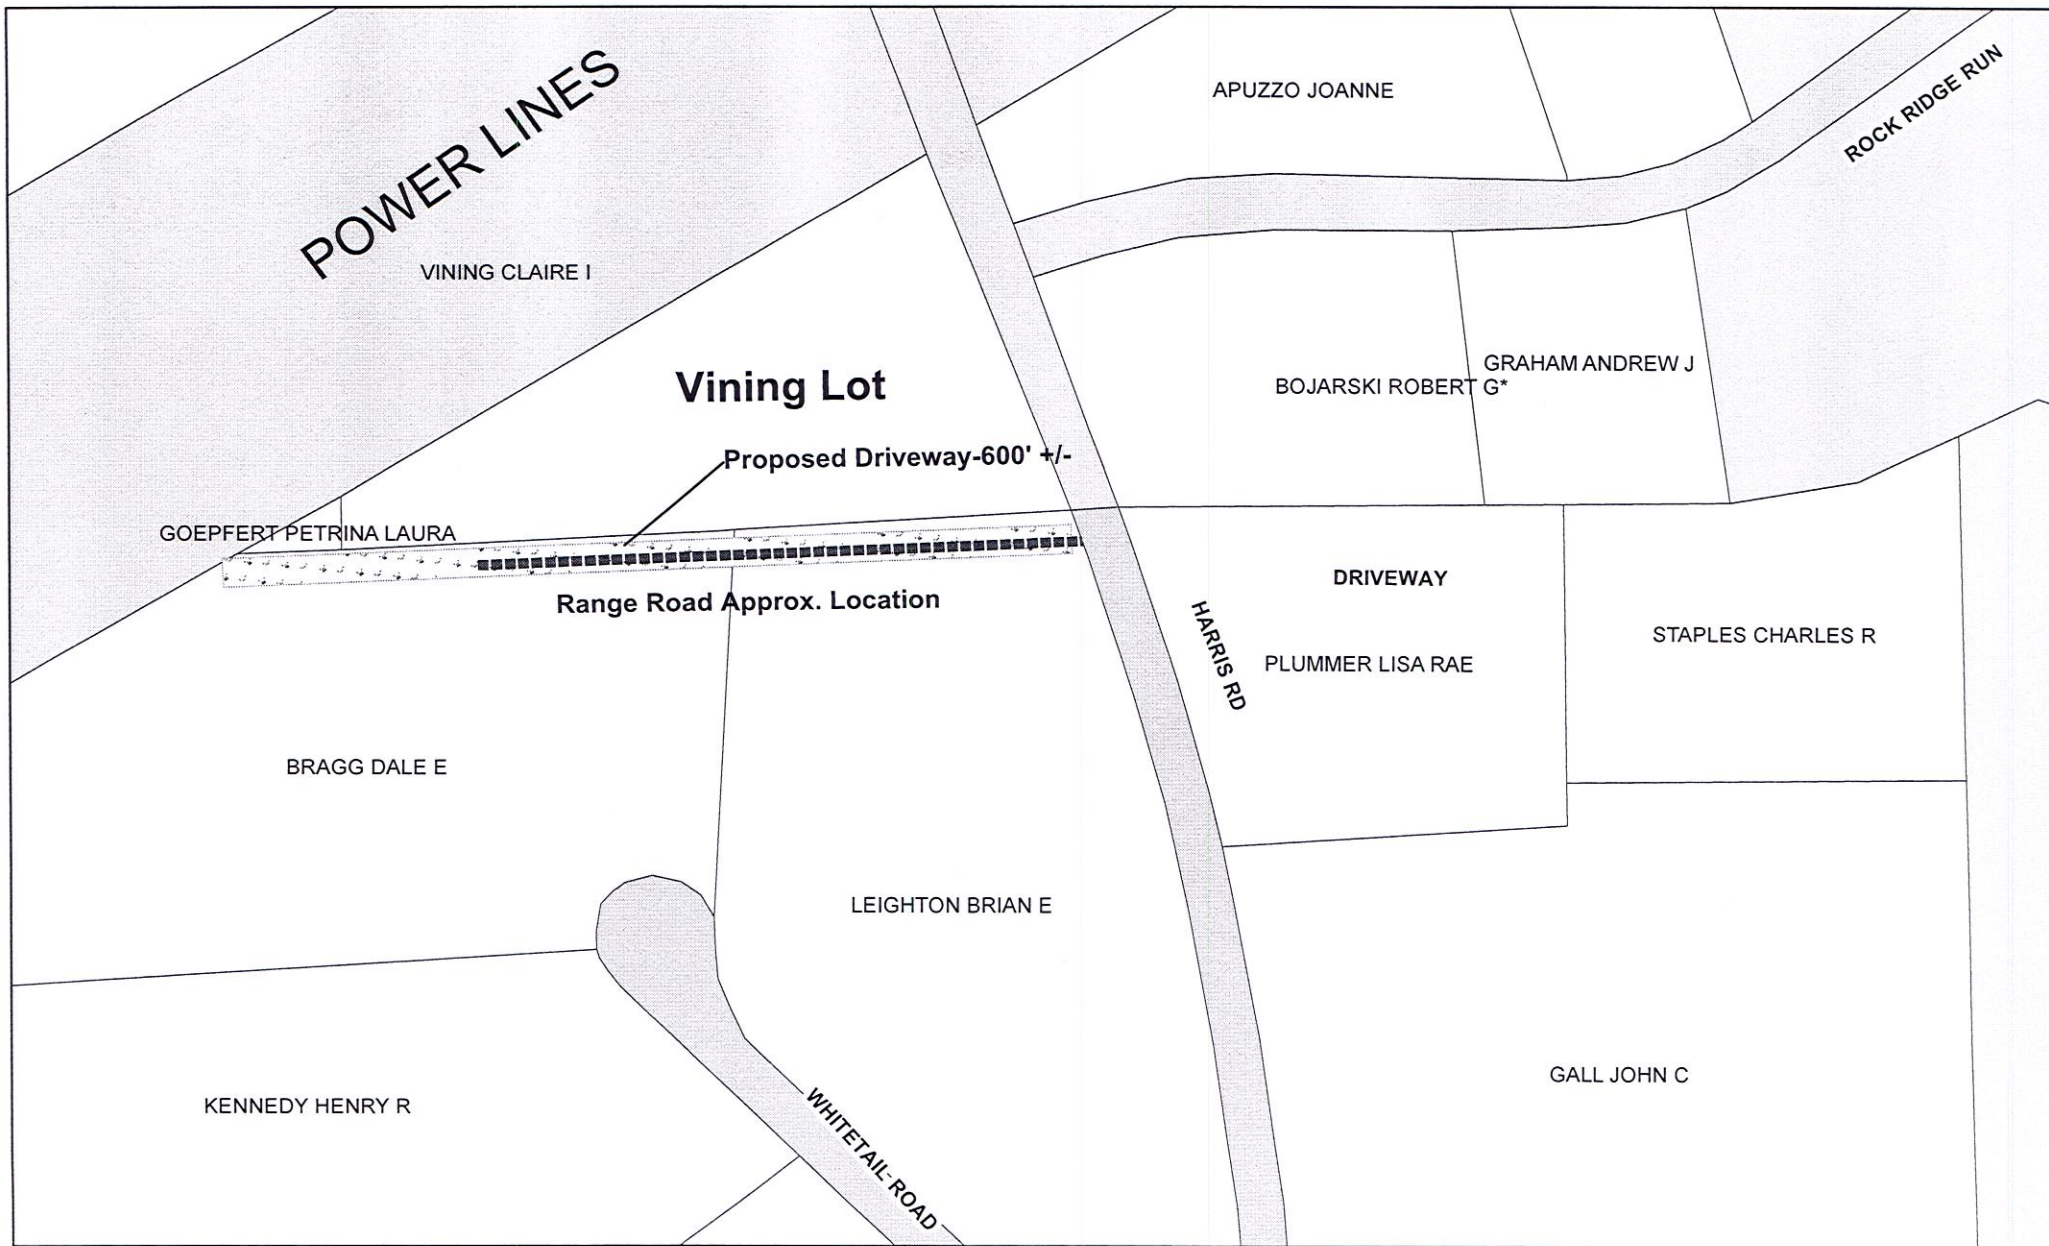 POWER LINES
VINING CLAIRE I
APUZZO JOANNE
ROCK RIDGE RUN
Vining Lot
GRAHAM ANDREW J
BOJARSKI ROBERT G*
Proposed Driveway-600' +/-
GOEPFERT PETRINA LAURA
Range Road Approx. Location
DRIVEWAY
HARRIS RD
STAPLES CHARLES R
PLUMMER LISA RAE
BRAGG DALE E
LEIGHTON BRIAN E
GALL JOHN C
KENNEDY HENRY R
WHITETAIL ROAD